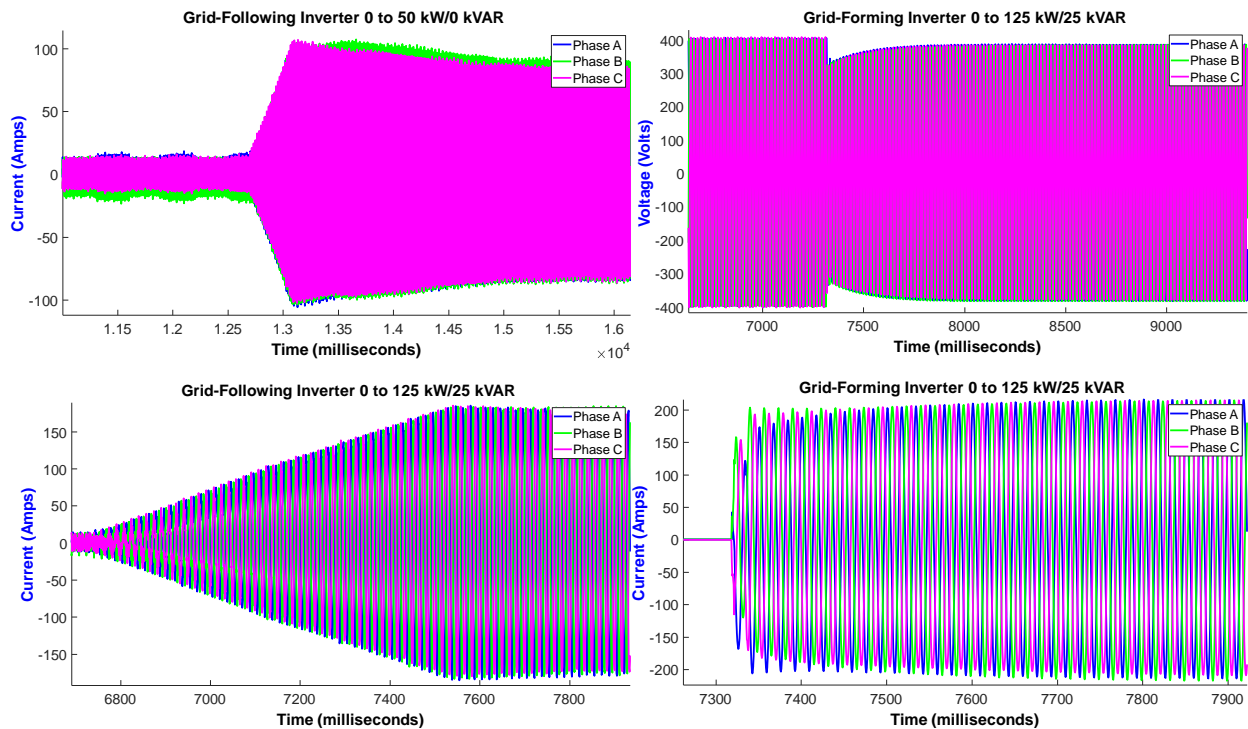 Grid-Following Inverter 0 to 50 kW/0 kVAR
100
50
0
-50
-100
Current (Amps)
Phase A
Phase B
Phase C
1.15 1.2 1.25 1.3 1.35 1.4 1.45 1.5 1.55 1.6
Time (milliseconds)
×10⁴
Grid-Forming Inverter 0 to 125 kW/25 kVAR
400
300
200
100
0
-100
-200
-300
-400
Voltage (Volts)
Phase A
Phase B
Phase C
7000 7500 8000 8500 9000
Time (milliseconds)
Grid-Following Inverter 0 to 125 kW/25 kVAR
150
100
50
0
-50
-100
-150
Current (Amps)
Phase A
Phase B
Phase C
6800 7000 7200 7400 7600 7800
Time (milliseconds)
Grid-Forming Inverter 0 to 125 kW/25 kVAR
200
150
100
50
0
-50
-100
-150
-200
Current (Amps)
Phase A
Phase B
Phase C
7300 7400 7500 7600 7700 7800 7900
Time (milliseconds)